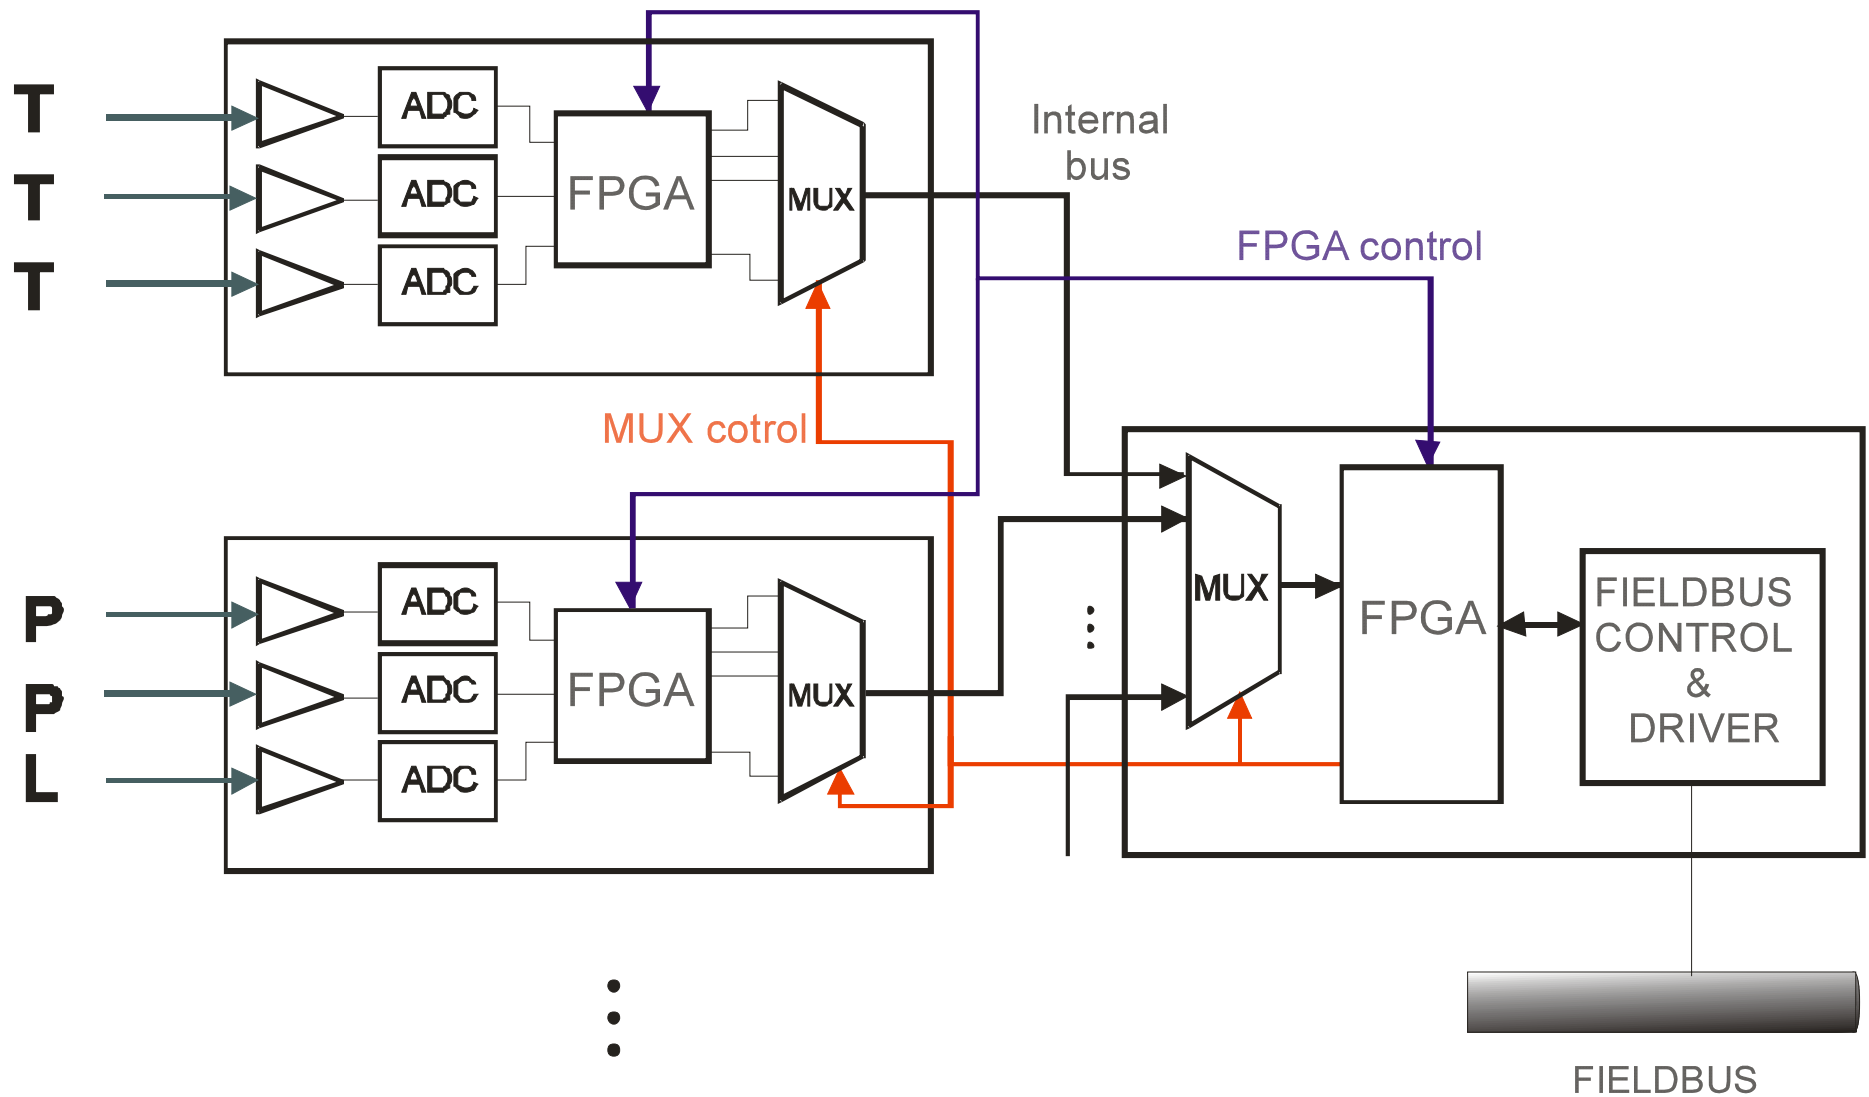 T
T
T
ADC
ADC
ADC
FPGA
MUX
Internal
bus
FPGA control
MUX cotrol
P
P
L
ADC
ADC
ADC
FPGA
MUX
MUX
FPGA
FIELDBUS
CONTROL
&
DRIVER
FIELDBUS